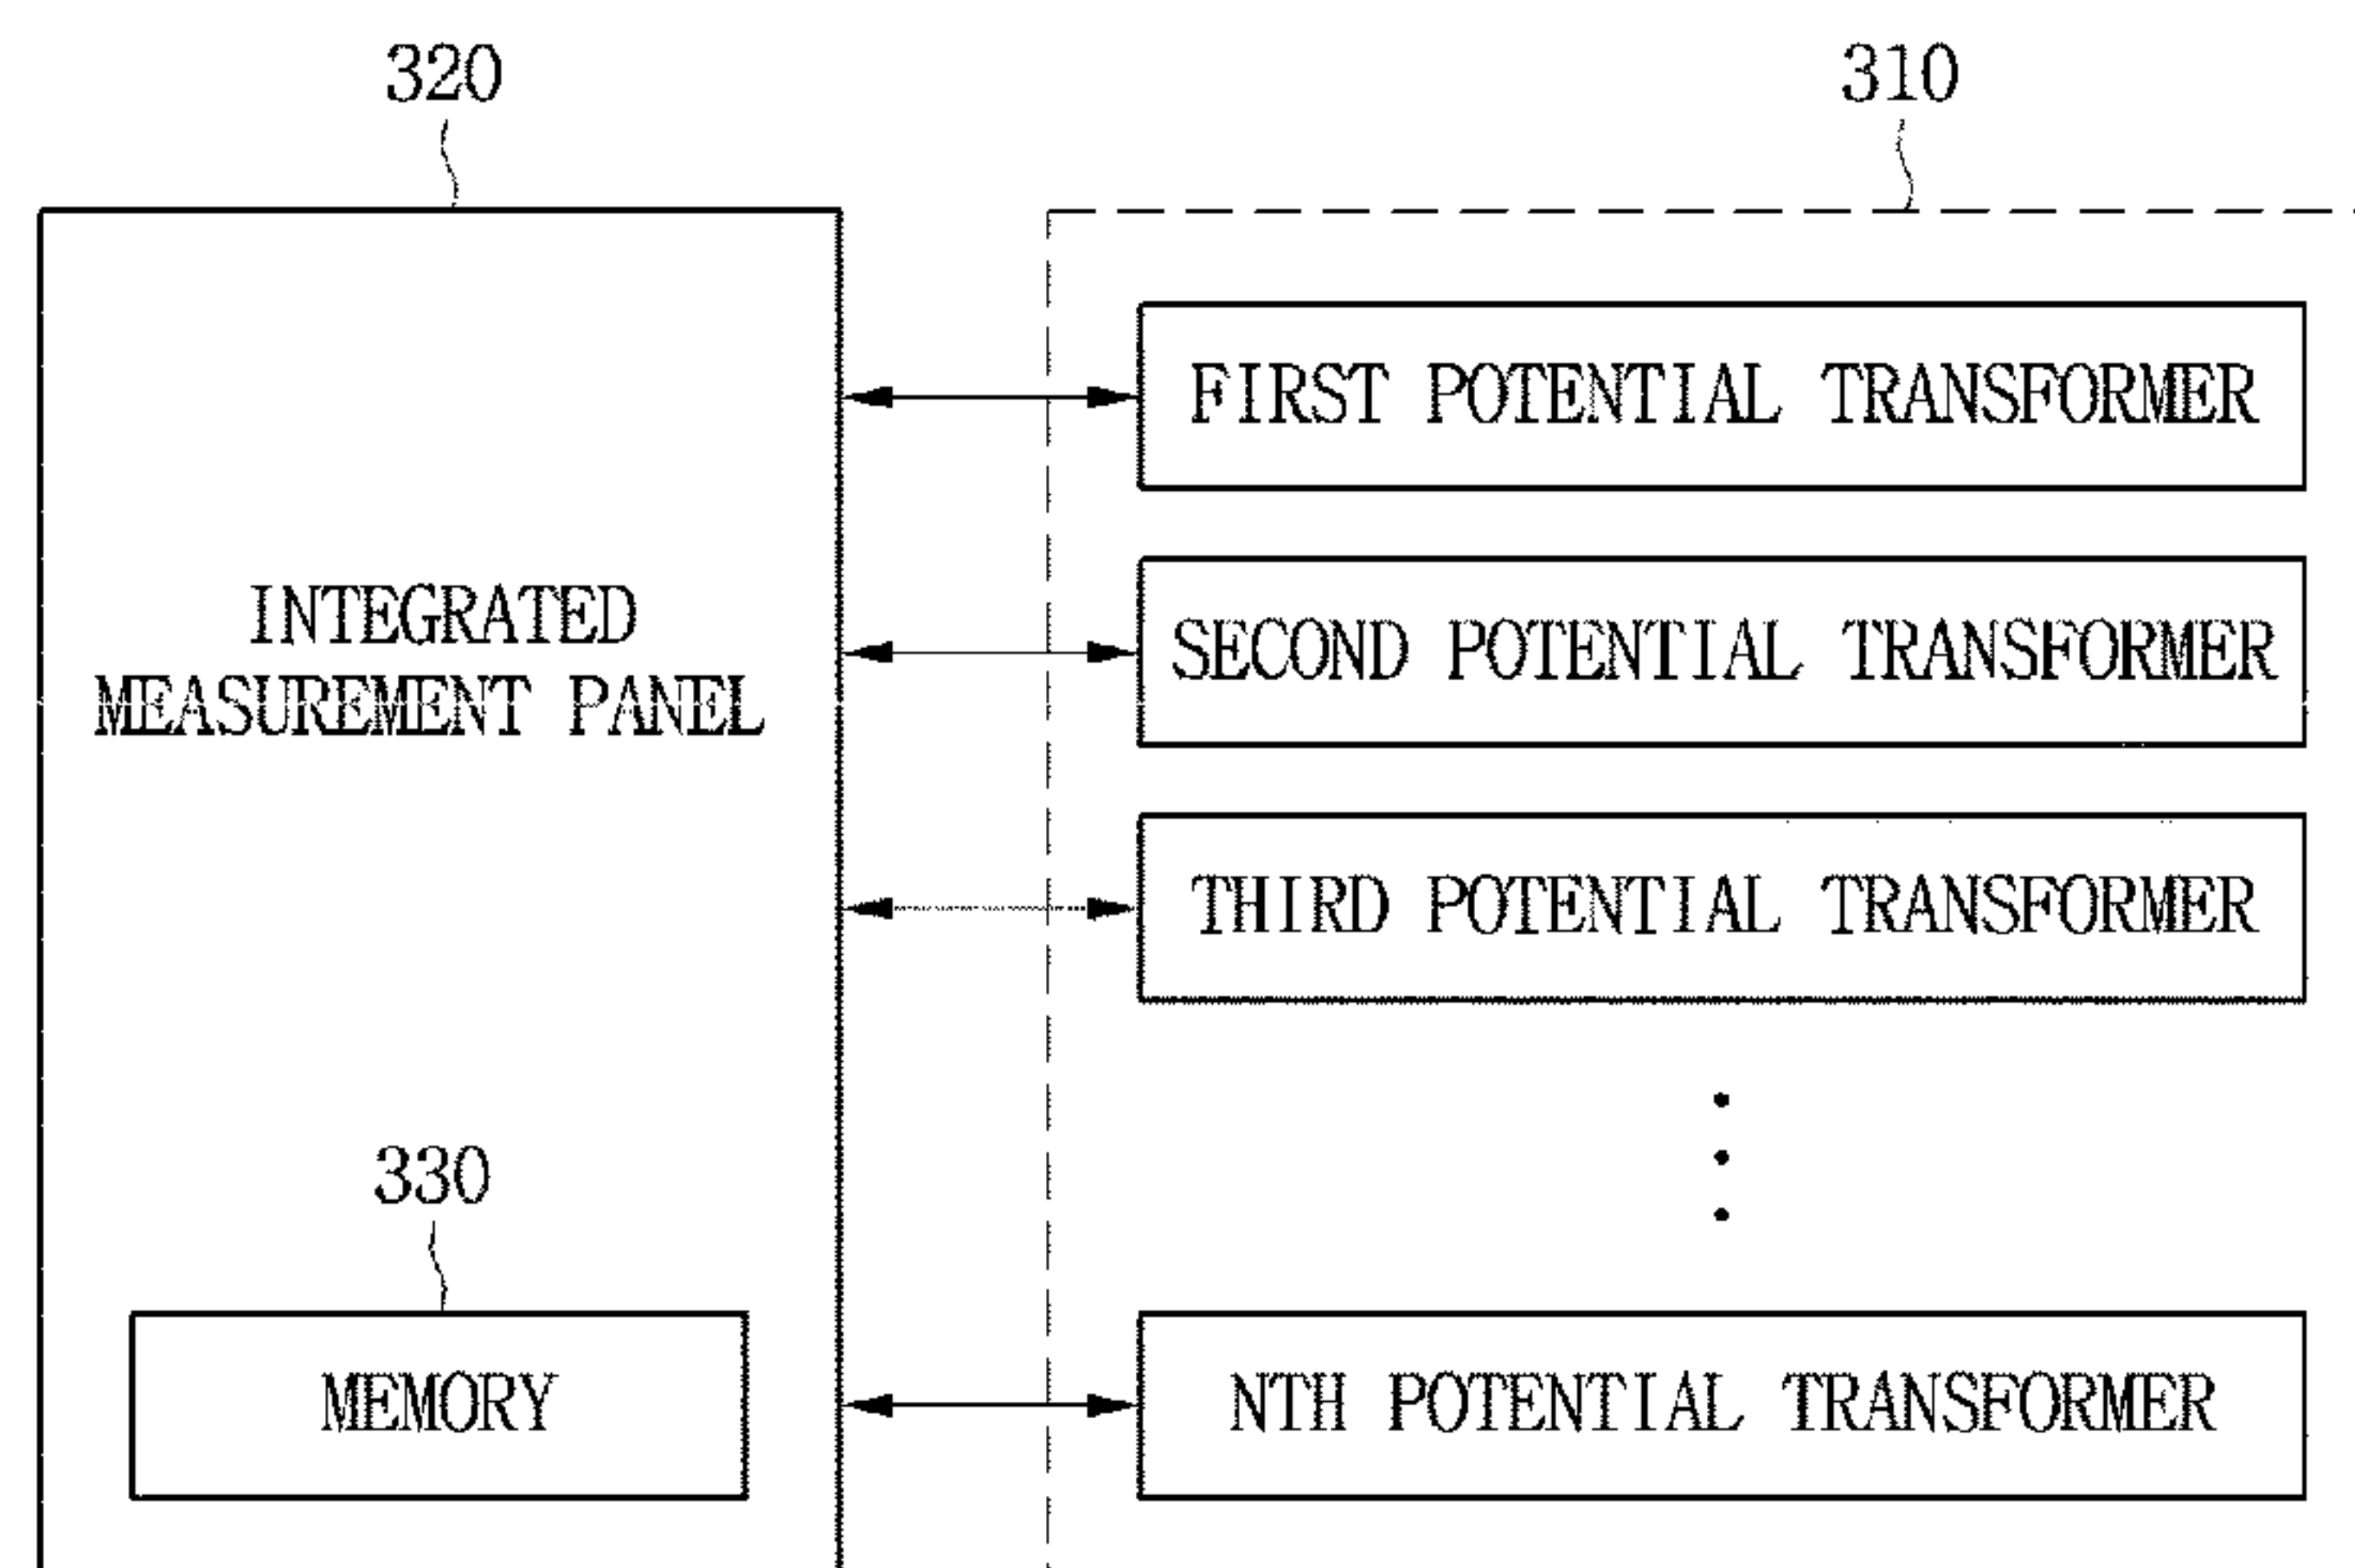 320
310
FIRST POTENTIAL TRANSFORMER
INTEGRATED
MEASUREMENT PANEL
SECOND POTENTIAL TRANSFORMER
THIRD POTENTIAL TRANSFORMER
330
MEMORY
NTH POTENTIAL TRANSFORMER